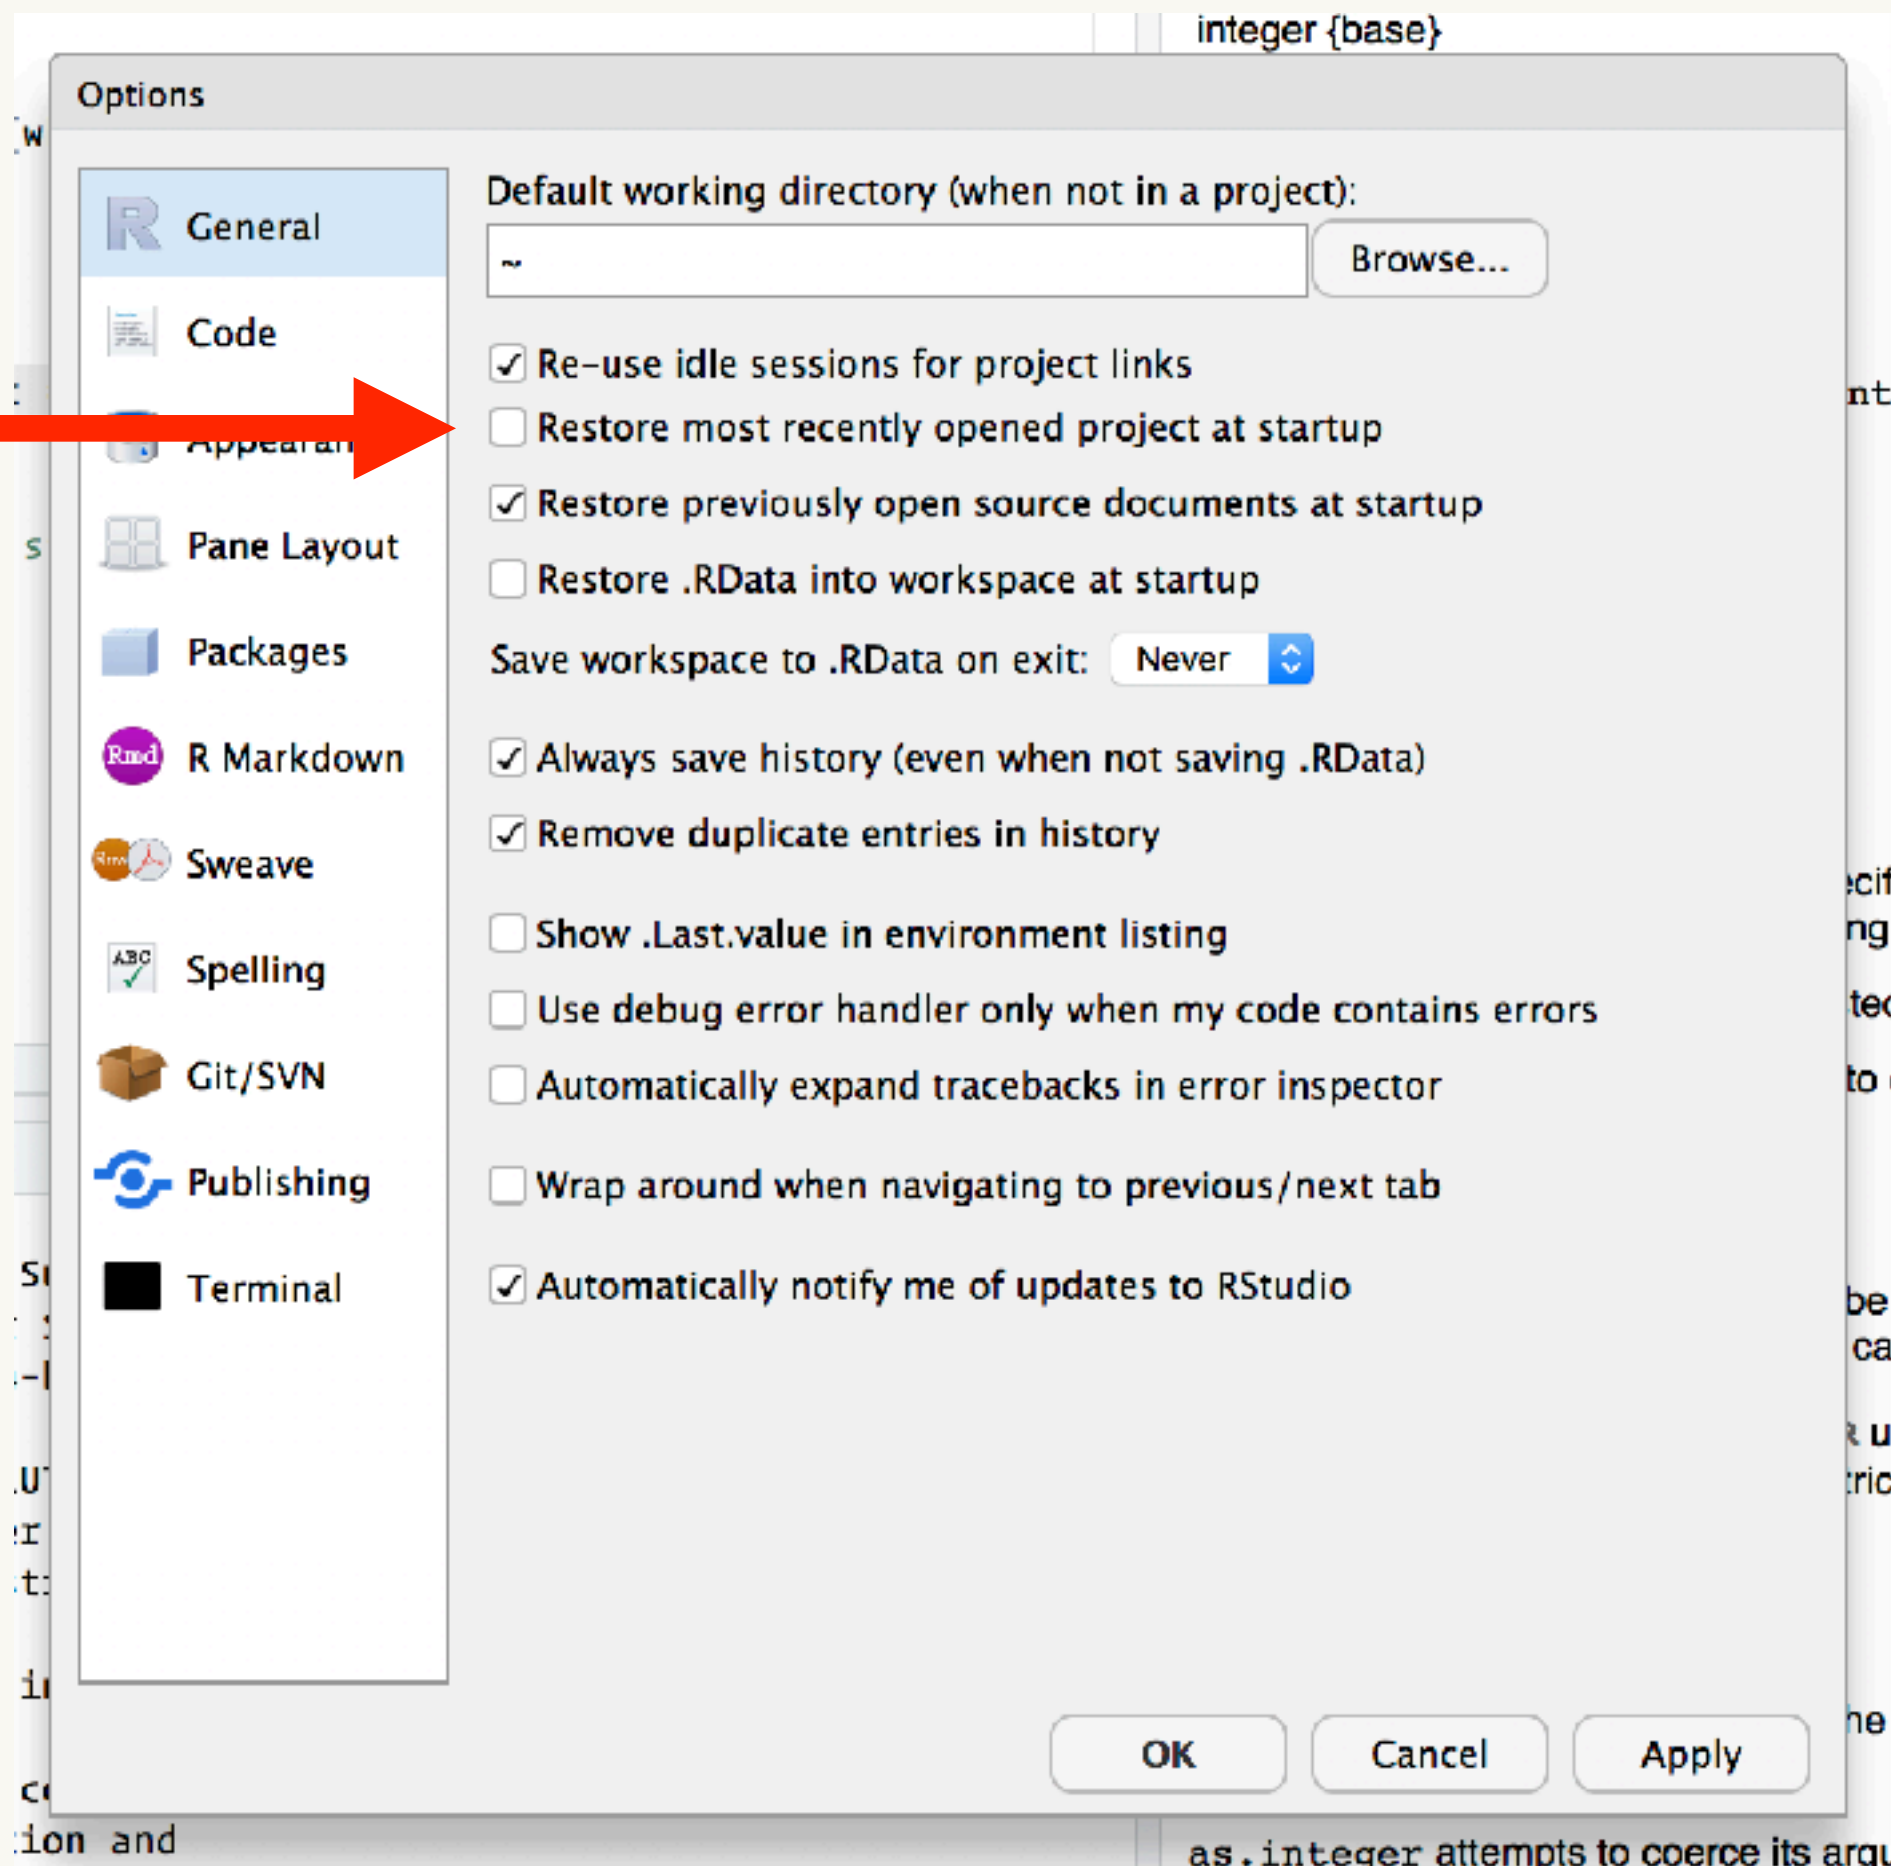 integer {base}
Options
General
Code
Pane Layout
Packages
Rmd R Markdown
Sweave
ABC Spelling
Git/SVN
Publishing
Terminal
Default working directory (when not in a project):
~ Browse...
Re-use idle sessions for project links
Restore most recently opened project at startup
Restore previously open source documents at startup
Restore .RData into workspace at startup
Save workspace to .RData on exit: Never
Always save history (even when not saving .RData)
Remove duplicate entries in history
Show .Last.value in environment listing
Use debug error handler only when my code contains errors
Automatically expand tracebacks in error inspector
Wrap around when navigating to previous/next tab
Automatically notify me of updates to RStudio
OK Cancel Apply
and
as.integer attempts to coerce its